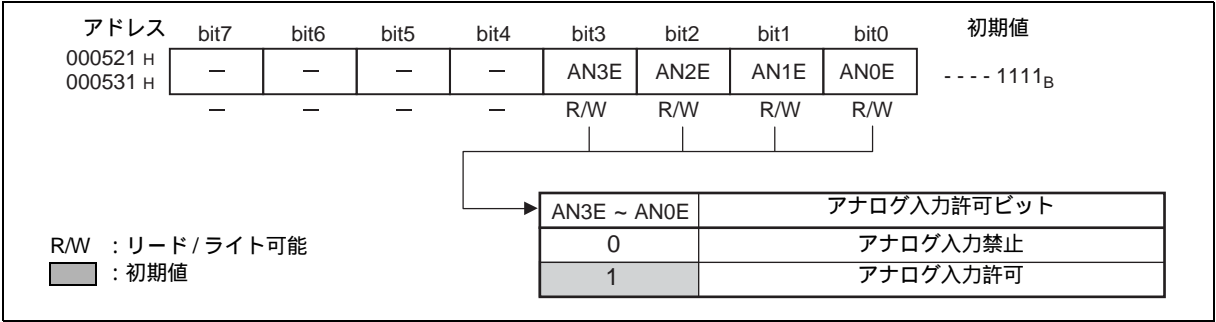 アドレス bit7 bit6 bit5 bit4 bit3 bit2 bit1 bit0 初期値
000521 H
000531 H
− − − − AN3E AN2E AN1E AN0E - - - - 1111B
− − − − R/W R/W R/W R/W
AN3E ~ AN0E アナログ入力許可ビット
0 アナログ入力禁止
1 アナログ入力許可
R/W :リード / ライト可能
:初期値